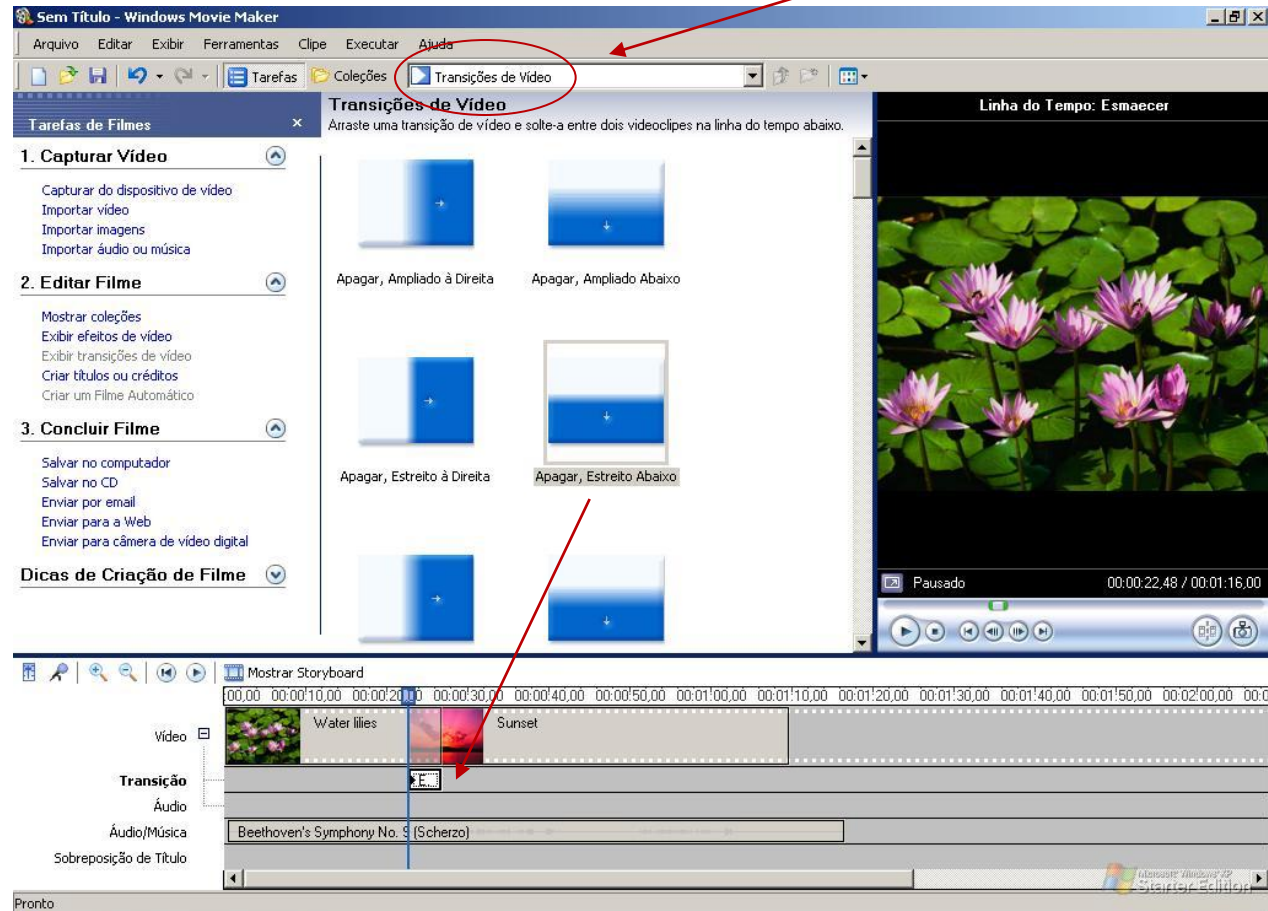 Sem Título - Windows Movie Maker
Arquivo Editar Exibir Ferramentas Clipe Executar Ajuda
Tarefas Coleções Transições de Vídeo
Tarefas de Filmes x
1. Capturar Vídeo
Capturar do dispositivo de vídeo
Importar vídeo
Importar imagens
Importar áudio ou música
2. Editar Filme
Mostrar coleções
Exibir efeitos de vídeo
Exibir transições de vídeo
Criar títulos ou créditos
Criar um Filme Automático
3. Concluir Filme
Salvar no computador
Salvar no CD
Enviar por email
Enviar para a Web
Enviar para câmera de vídeo digital
Dicas de Criação de Filme
Transições de Vídeo
Arraste uma transição de vídeo e solte-a entre dois videoclipes na linha do tempo abaixo.
Apagar, Ampliado à Direita Apagar, Ampliado Abaixo
Apagar, Estreito à Direita Apagar, Estreito Abaixo
Linha do Tempo: Esmaecer
Pausado 00:00:22,48 / 00:01:16,00
Mostrar Storyboard
00:00'10,00 00:00'30,00 00:00'40,00 00:00'50,00 00:01'00,00 00:01'10,00 00:01'20,00 00:01'30,00 00:01'40,00 00:01'50,00 00:02'00,00
Vídeo Water lilies Sunset
Transição E...
Áudio
Áudio/Música Beethoven's Symphony No. 9 (Scherzo)
Sobreposição de Título
Microsoft Windows XP
Starter Edition
Pronto